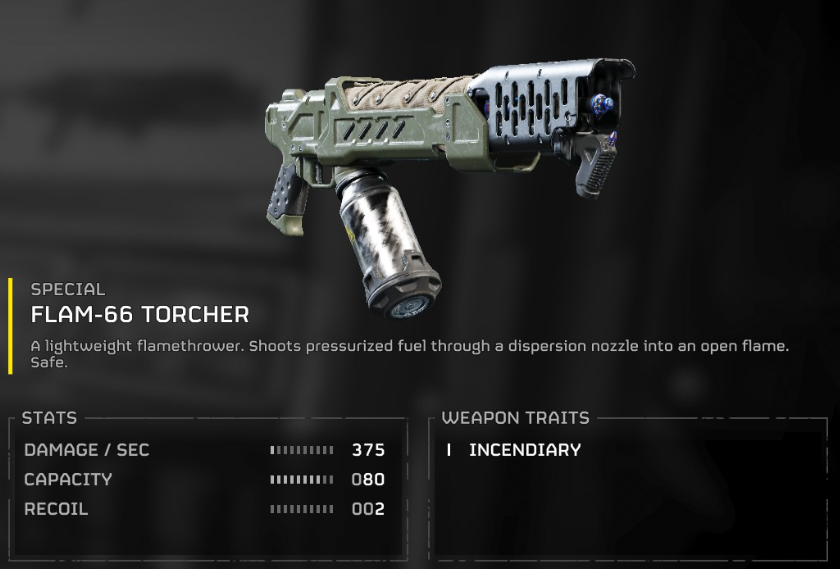 SPECIAL
FLAM-66 TORCHER
A lightweight flamethrower. Shoots pressurized fuel through a dispersion nozzle into an open flame.
Safe.
STATS
DAMAGE / SEC 375
CAPACITY 080
RECOIL 002
WEAPON TRAITS
I INCENDIARY